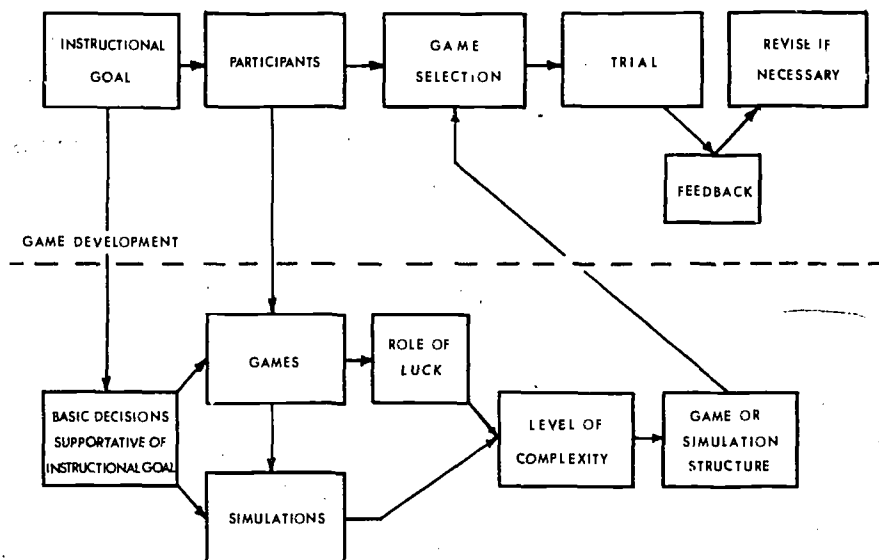 INSTRUCTIONAL
GOAL
PARTICIPANTS
GAME
SELECTION
TRIAL
REVISE IF
NECESSARY
FEEDBACK
GAME DEVELOPMENT
GAMES
ROLE OF
LUCK
BASIC DECISIONS
SUPPORTATIVE OF
INSTRUCTIONAL GOAL
LEVEL OF
COMPLEXITY
GAME OR
SIMULATION
STRUCTURE
SIMULATIONS